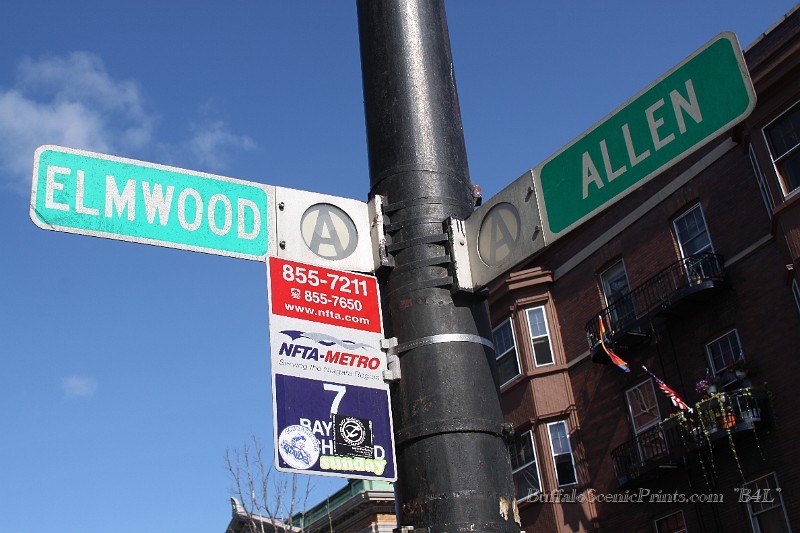 ELMWOOD
A
A
ALLEN
855-7211
855-7650
www.nfta.com
NFTA-METRO
Serving the Niagara Region
7
sunday
BuffaloScenicPrints.com "B4L"